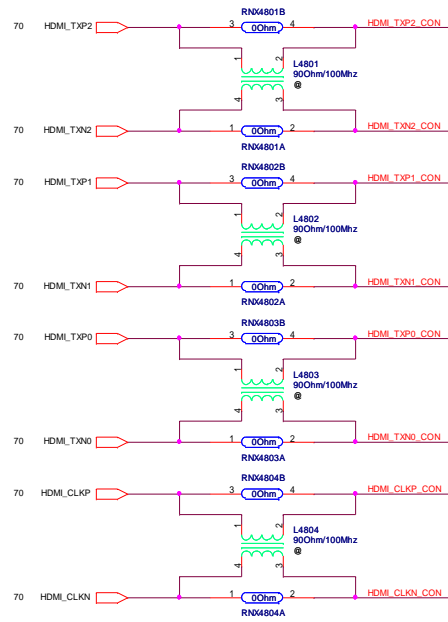 RNX4801B
70 HDMI_TXP2 3 0Ohm 4 HDMI_TXP2_CON
1 2 L4801
90Ohm/100Mhz
4 3 @
70 HDMI_TXN2 1 0Ohm 2 HDMI_TXN2_CON
RNX4801A
RNX4802B
70 HDMI_TXP1 3 0Ohm 4 HDMI_TXP1_CON
1 2 L4802
90Ohm/100Mhz
4 3 @
70 HDMI_TXN1 1 0Ohm 2 HDMI_TXN1_CON
RNX4802A
RNX4803B
70 HDMI_TXP0 3 0Ohm 4 HDMI_TXP0_CON
1 2 L4803
90Ohm/100Mhz
4 3 @
70 HDMI_TXN0 1 0Ohm 2 HDMI_TXN0_CON
RNX4803A
RNX4804B
70 HDMI_CLKP 3 0Ohm 4 HDMI_CLKP_CON
1 2 L4804
90Ohm/100Mhz
4 3 @
70 HDMI_CLKN 1 0Ohm 2 HDMI_CLKN_CON
RNX4804A